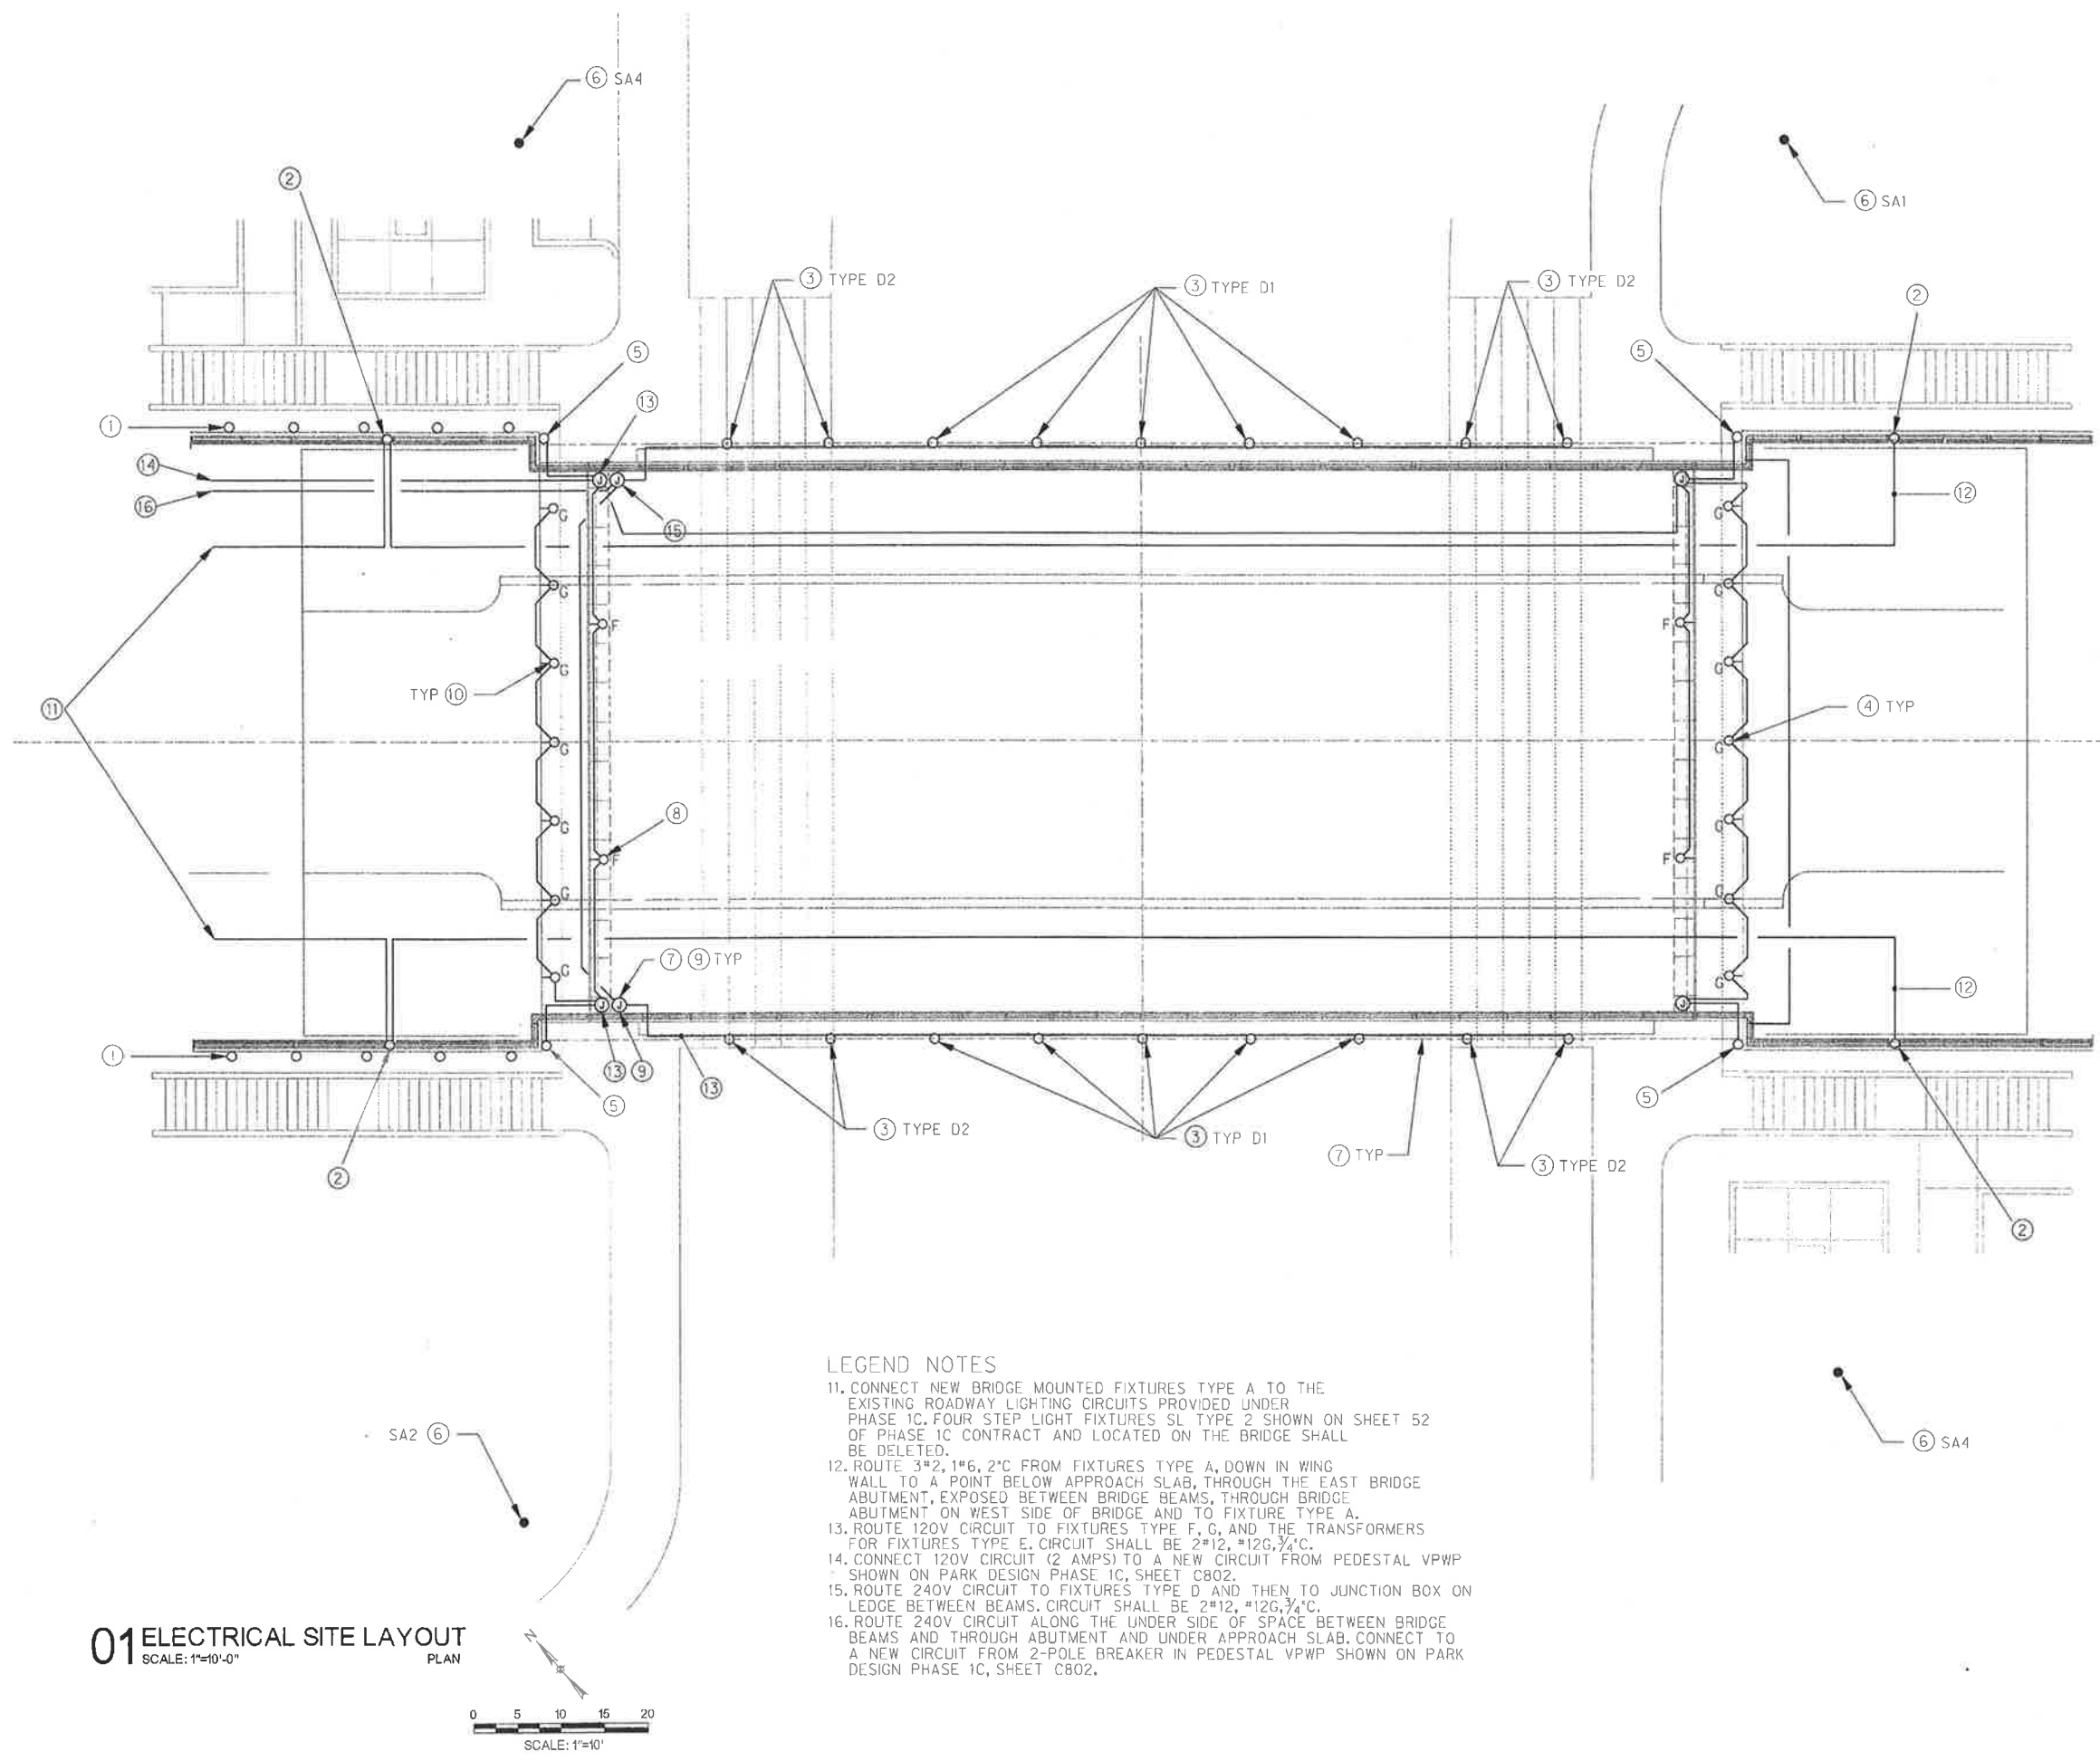 6 SA4
2
6 SA1
3 TYPE D2
3 TYPE D1
3 TYPE D2
2
5
5
13
1
14
16
15
12
G
G
G
G
F
F
G
G
TYP 10
11
4 TYP
G
G
G
G
8
F
F
G
G
G
G
G
G
7 9 TYP
12
J
J
J
J
J
J
1
13 9
13
5
5
3 TYPE D2
3 TYP D1
7 TYP
3 TYPE D2
2
2
SA2 6
6 SA4
LEGEND NOTES
11. CONNECT NEW BRIDGE MOUNTED FIXTURES TYPE A TO THE
EXISTING ROADWAY LIGHTING CIRCUITS PROVIDED UNDER
PHASE 1C. FOUR STEP LIGHT FIXTURES SL TYPE 2 SHOWN ON SHEET 52
OF PHASE 1C CONTRACT AND LOCATED ON THE BRIDGE SHALL
BE DELETED.
12. ROUTE 3#2, 1#6, 2"C FROM FIXTURES TYPE A, DOWN IN WING
WALL TO A POINT BELOW APPROACH SLAB, THROUGH THE EAST BRIDGE
ABUTMENT, EXPOSED BETWEEN BRIDGE BEAMS, THROUGH BRIDGE
ABUTMENT ON WEST SIDE OF BRIDGE AND TO FIXTURE TYPE A.
13. ROUTE 120V CIRCUIT TO FIXTURES TYPE F, G, AND THE TRANSFORMERS
FOR FIXTURES TYPE E. CIRCUIT SHALL BE 2#12, #12G, 3/4"C.
14. CONNECT 120V CIRCUIT (2 AMPS) TO A NEW CIRCUIT FROM PEDESTAL VPWP
SHOWN ON PARK DESIGN PHASE 1C, SHEET C802.
15. ROUTE 240V CIRCUIT TO FIXTURES TYPE D AND THEN TO JUNCTION BOX ON
LEDGE BETWEEN BEAMS. CIRCUIT SHALL BE 2#12, #12G, 3/4"C.
16. ROUTE 240V CIRCUIT ALONG THE UNDER SIDE OF SPACE BETWEEN BRIDGE
BEAMS AND THROUGH ABUTMENT AND UNDER APPROACH SLAB. CONNECT TO
A NEW CIRCUIT FROM 2-POLE BREAKER IN PEDESTAL VPWP SHOWN ON PARK
DESIGN PHASE 1C, SHEET C802.
01 ELECTRICAL SITE LAYOUT
SCALE: 1"=10'-0" PLAN
N
0 5 10 15 20
SCALE: 1"=10'